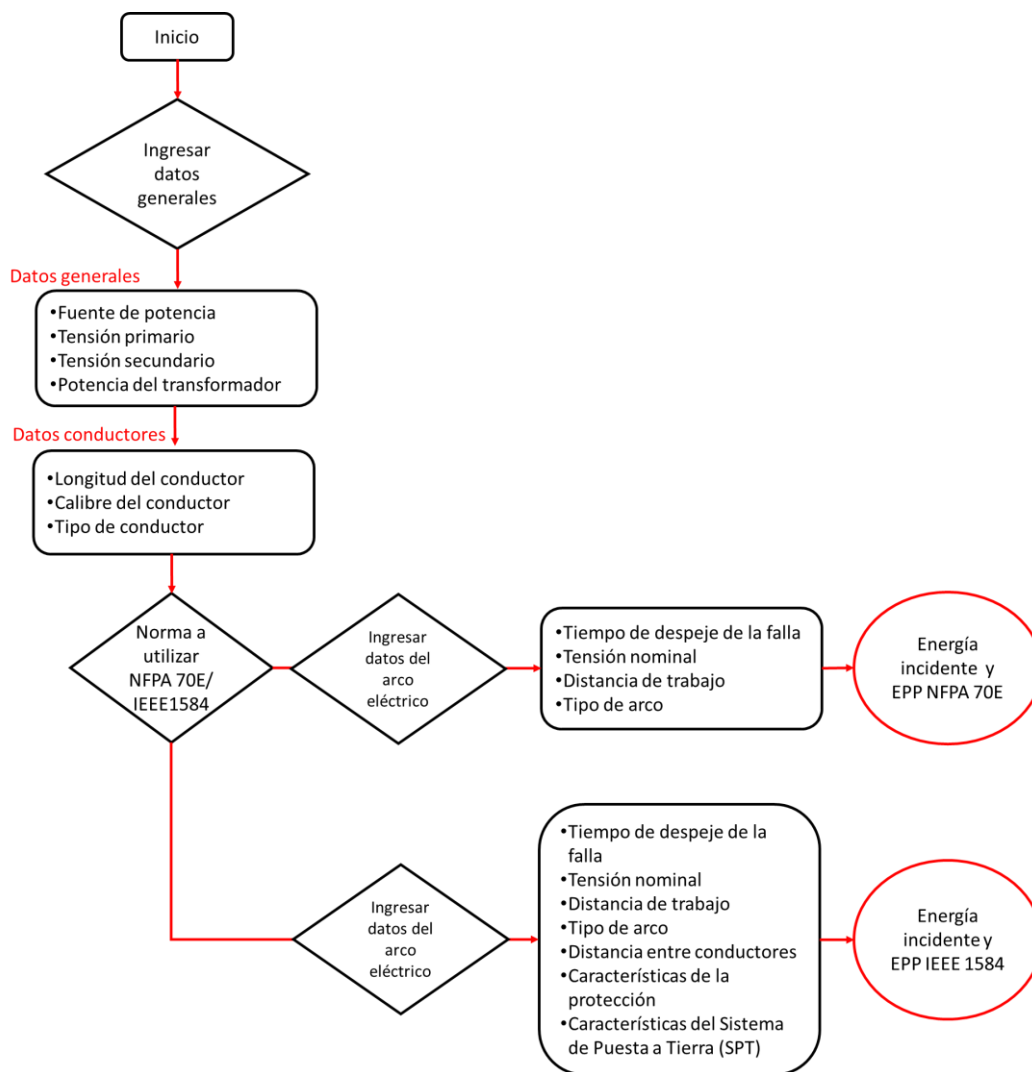 Inicio
Ingresar
datos
generales
Datos generales
•Fuente de potencia
•Tensión primario
•Tensión secundario
•Potencia del transformador
Datos conductores
•Longitud del conductor
•Calibre del conductor
•Tipo de conductor
Norma a
utilizar
NFPA 70E/
IEEE1584
Ingresar
datos del
arco
eléctrico
•Tiempo de despeje de la falla
•Tensión nominal
•Distancia de trabajo
•Tipo de arco
Energía
incidente y
EPP NFPA 70E
Ingresar
datos del
arco
eléctrico
•Tiempo de despeje de la
falla
•Tensión nominal
•Distancia de trabajo
•Tipo de arco
•Distancia entre conductores
•Característicás de la
protección
•Característicás del Sistema
de Puesta a Tierra (SPT)
Energía
incidente y
EPP IEEE 1584